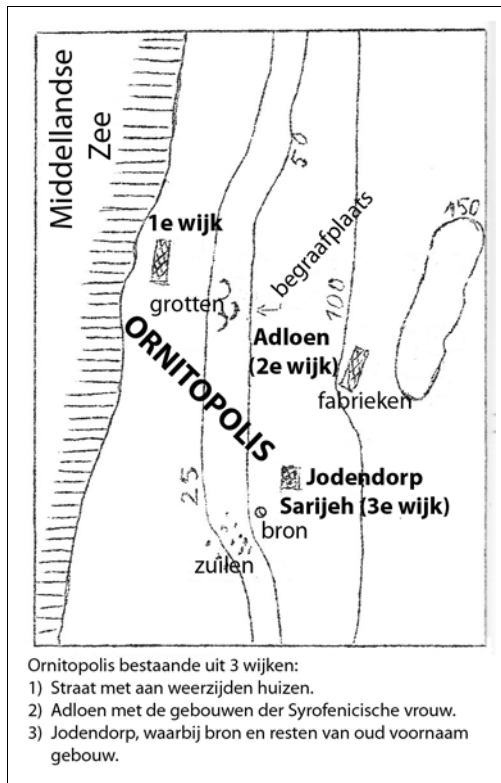 Middellandse
Zee
50
150
1e wijk
begraafplaats
grotten
100
ORNITOPOLIS
Adloen
(2e wijk)
fabrieken
25
Jodendorp
Sarijeh (3e wijk)
bron
zuilen
Ornitopolis bestaande uit 3 wijken:
1) Straat met aan weerzijden huizen.
2) Adloen met de gebouwen der Syrofenicische vrouw.
3) Jodendorp, waarbij bron en resten van oud voornaam
gebouw.